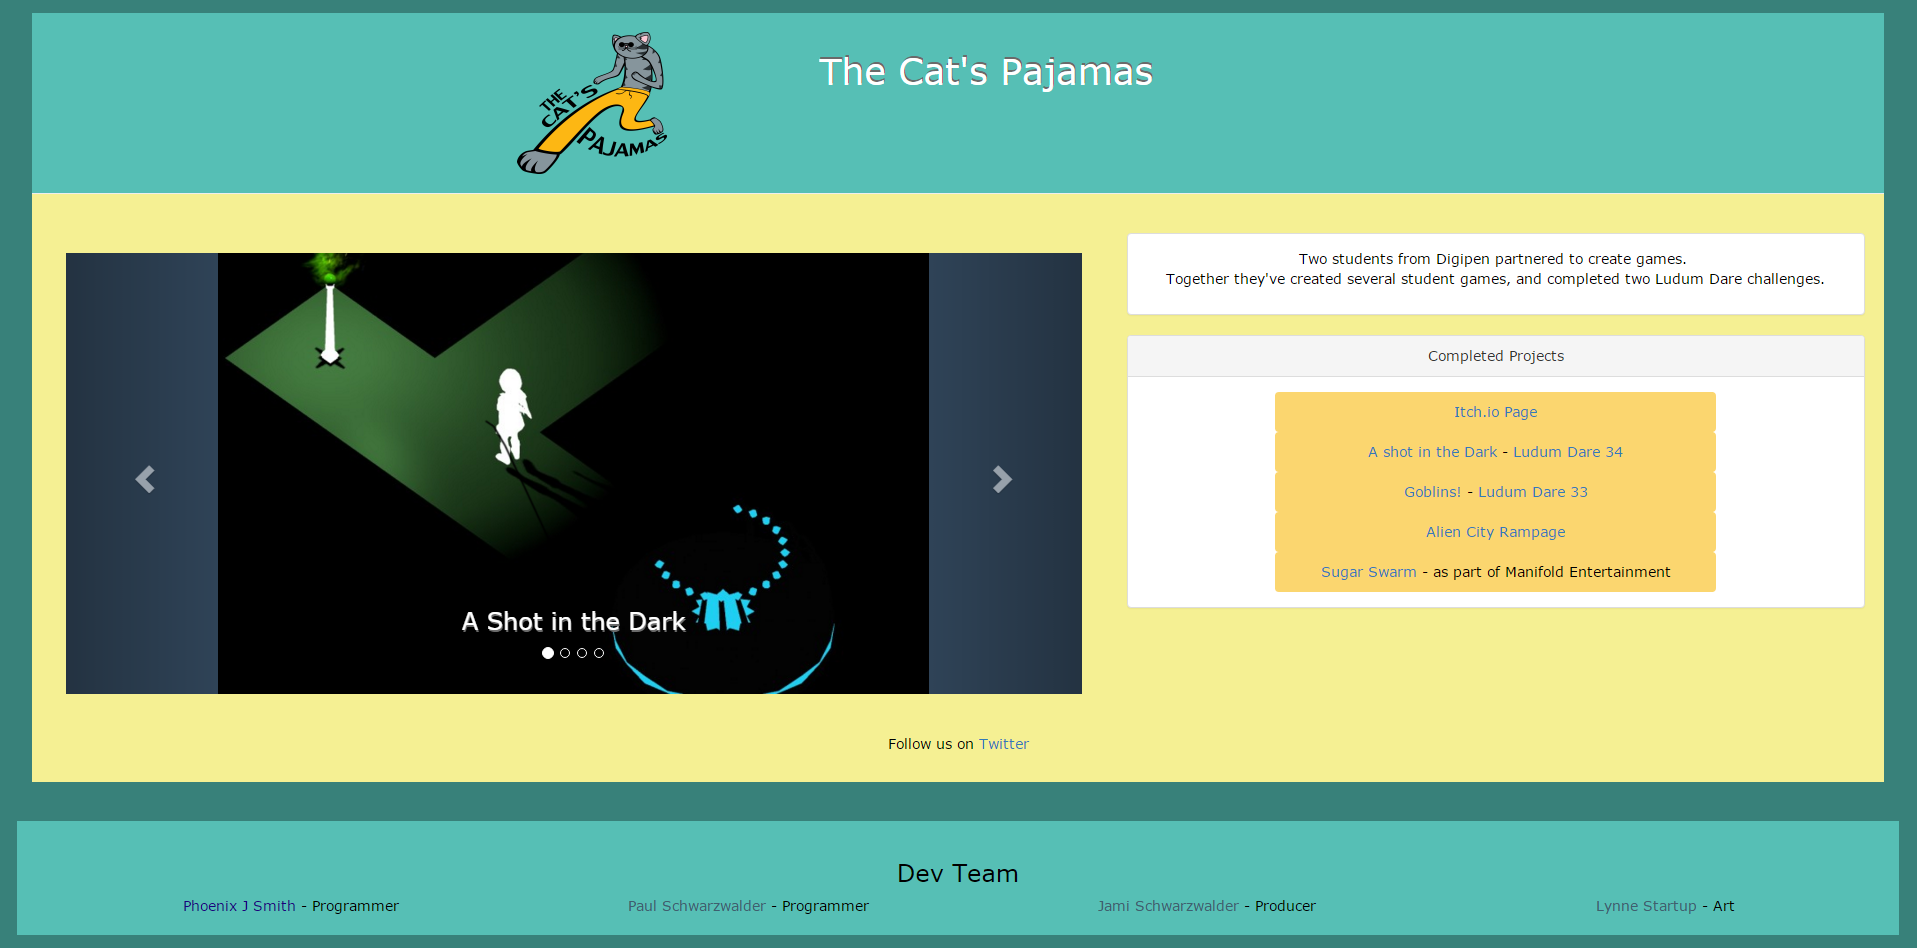 THE
CAT'S
PAJAMAS
The Cat's Pajamas
A Shot in the Dark
Two students from Digipen partnered to create games.
Together they've created several student games, and completed two Ludum Dare challenges.
Completed Projects
Itch.io Page
A shot in the Dark - Ludum Dare 34
Goblins! - Ludum Dare 33
Alien City Rampage
Sugar Swarm - as part of Manifold Entertainment
Follow us on Twitter
Dev Team
Phoenix J Smith - Programmer
Paul Schwarzwalder - Programmer
Jami Schwarzwalder - Producer
Lynne Startup - Art